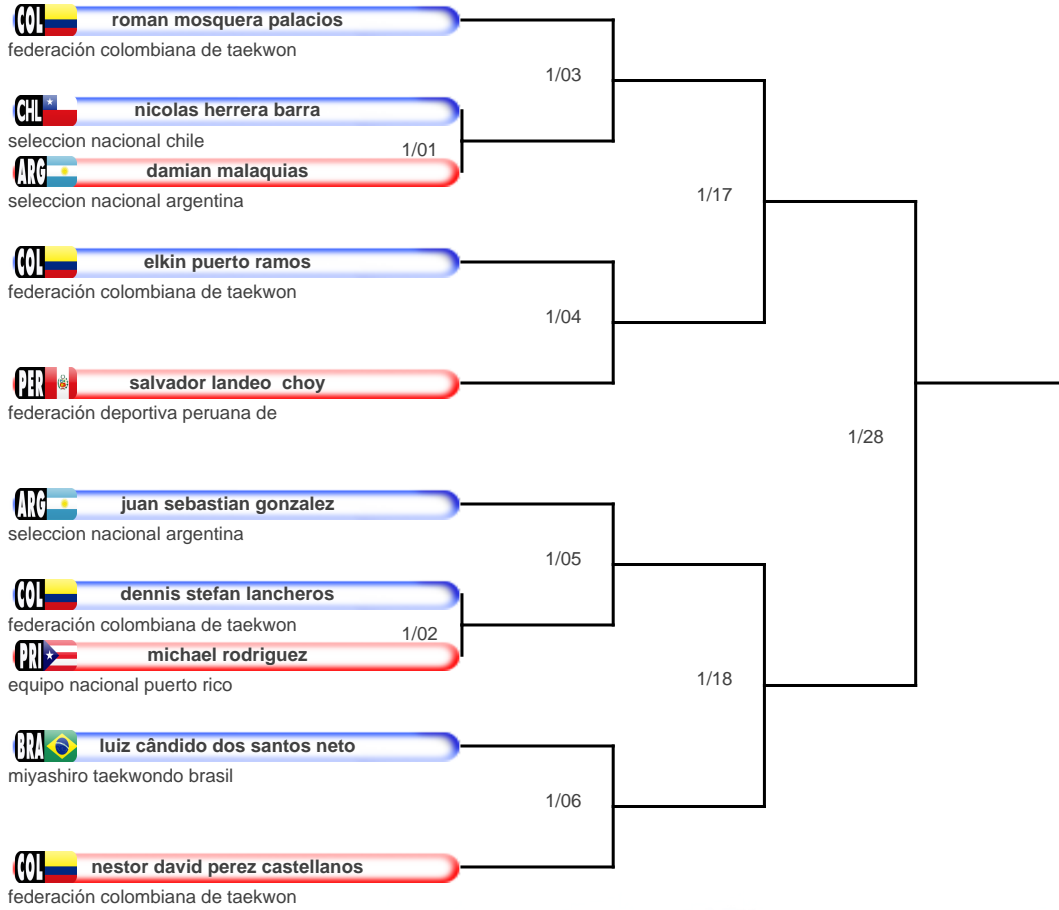 COL roman mosquera palacios
federación colombiana de taekwon
1/03
CHL nicolas herrera barra
seleccion nacional chile
1/01
ARG damian malaquias
seleccion nacional argentina
1/17
COL elkin puerto ramos
federación colombiana de taekwon
1/04
PER salvador landeo choy
federación deportiva peruana de
1/28
ARG juan sebastian gonzalez
seleccion nacional argentina
1/05
COL dennis stefan lancheros
federación colombiana de taekwon
1/02
PRI michael rodriguez
equipo nacional puerto rico
1/18
BRA luiz cândido dos santos neto
miyashiro taekwondo brasil
1/06
COL nestor david perez castellanos
federación colombiana de taekwon